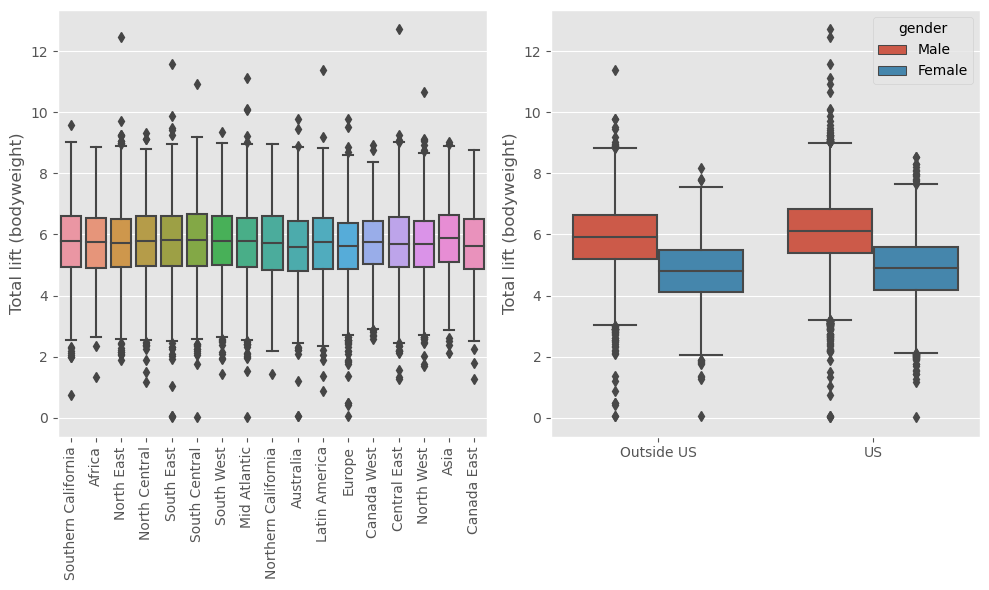 Total lift (bodyweight)
12
10
8
6
4
2
0
Southern California
Africa
North East
North Central
South East
South Central
South West
Mid Atlantic
Northern California
Australia
Latin America
Europe
Canada West
Central East
North West
Asia
Canada East
Total lift (bodyweight)
12
10
8
6
4
2
0
gender
Male
Female
Outside US
US